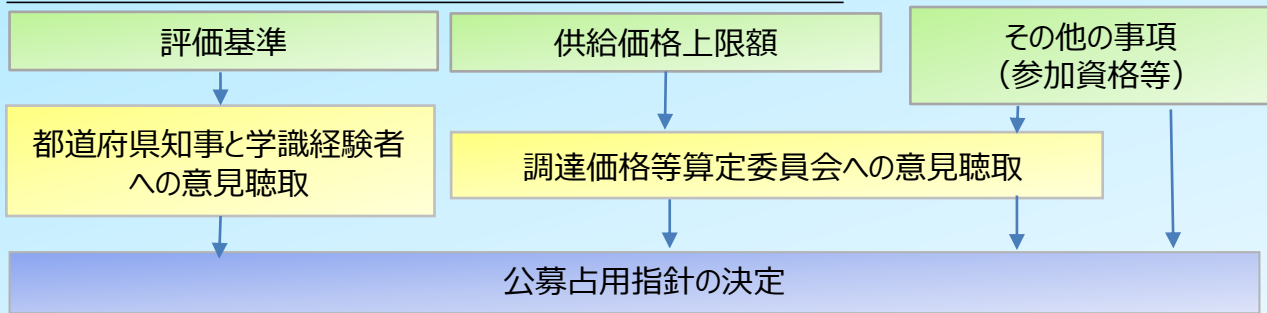 評価基準
供給価格上限額
その他の事項
（参加資格等）
都道府県知事と学識経験者
への意見聴取
調達価格等算定委員会への意見聴取
公募占用指針の決定